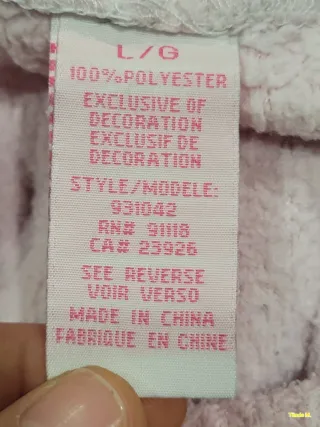 L/G
100%POLYESTER
EXCLUSIVE OF
DECORATION
EXCLUSIF DE
DECORATION
STYLE/MODELE:
931042
RN# 91118
CA# 23926
SEE REVERSE
VOIR VERSO
MADE IN CHINA
FABRIQUE EN CHINE